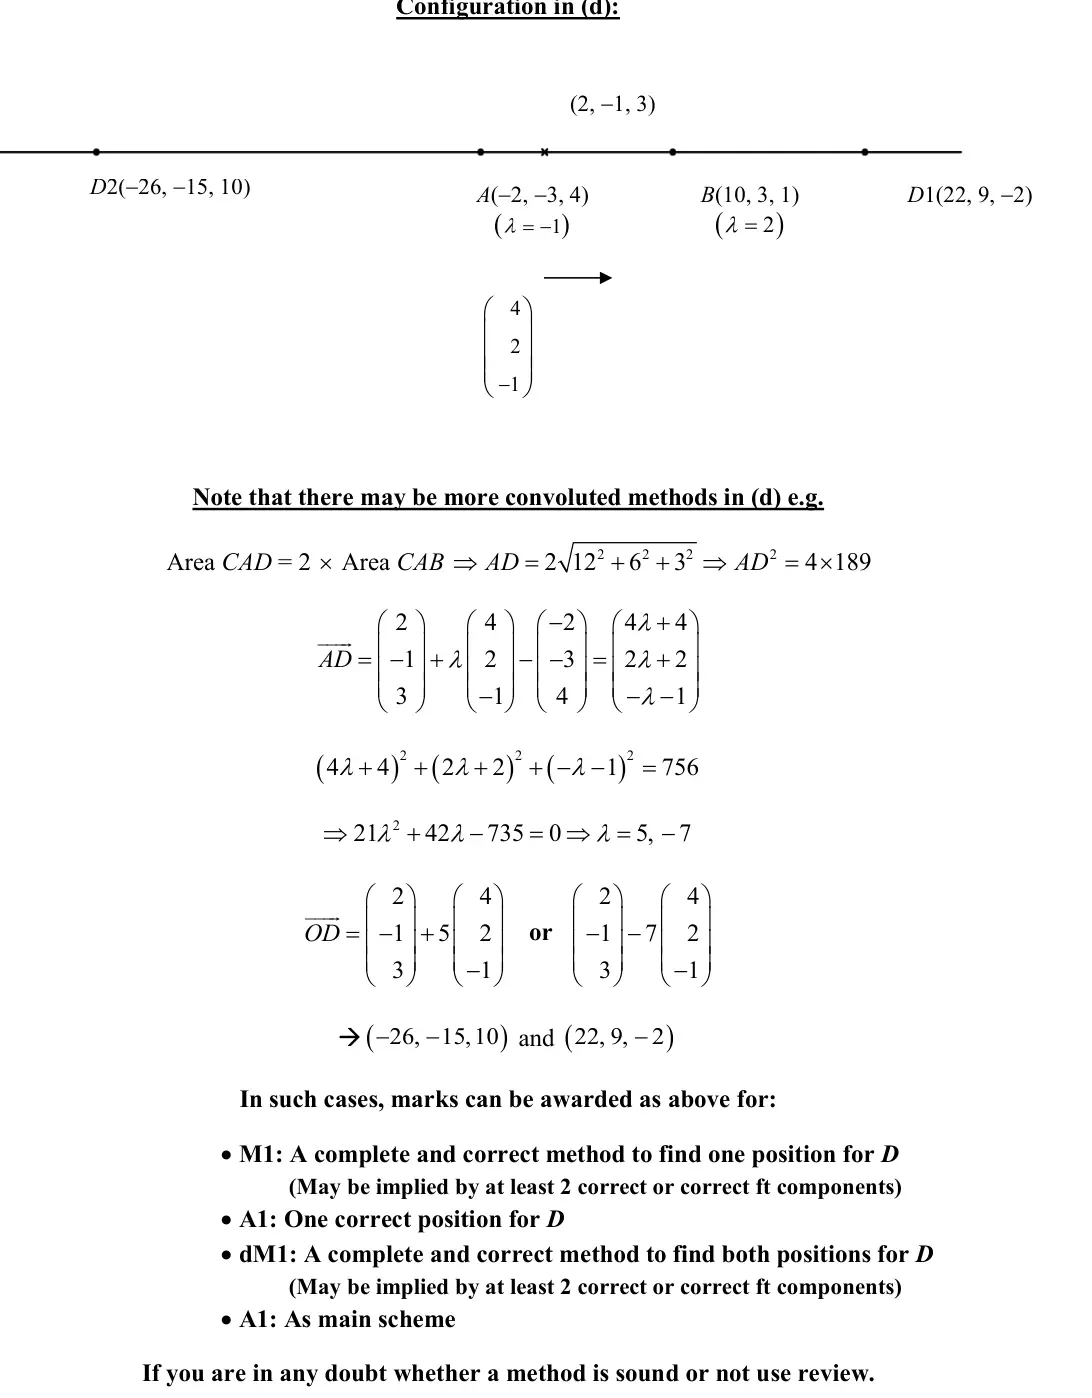 Configuration in (d):
(2, −1, 3)
D2(−26, −15, 10)
A(−2, −3, 4)
B(10, 3, 1)
D1(22, 9, −2)
(λ = −1)
(λ = 2)
( 4 )
( 2 )
( −1 )
Note that there may be more convoluted methods in (d) e.g.
Area CAD = 2 × Area CAB ⇒ AD = 2√(12² + 6² + 3²) ⇒ AD² = 4×189
AD = (2, −1, 3) + λ(4, 2, −1) − (−2, −3, 4) = (4λ + 4, 2λ + 2, −λ − 1)
(4λ + 4)² + (2λ + 2)² + (−λ − 1)² = 756
⇒ 21λ² + 42λ − 735 = 0 ⇒ λ = 5, − 7
OD = (2, −1, 3) + 5(4, 2, −1) or (2, −1, 3) − 7(4, 2, −1)
→ (−26, −15, 10) and (22, 9, − 2)
In such cases, marks can be awarded as above for:
• M1: A complete and correct method to find one position for D
(May be implied by at least 2 correct or correct ft components)
• A1: One correct position for D
• dM1: A complete and correct method to find both positions for D
(May be implied by at least 2 correct or correct ft components)
• A1: As main scheme
If you are in any doubt whether a method is sound or not use review.